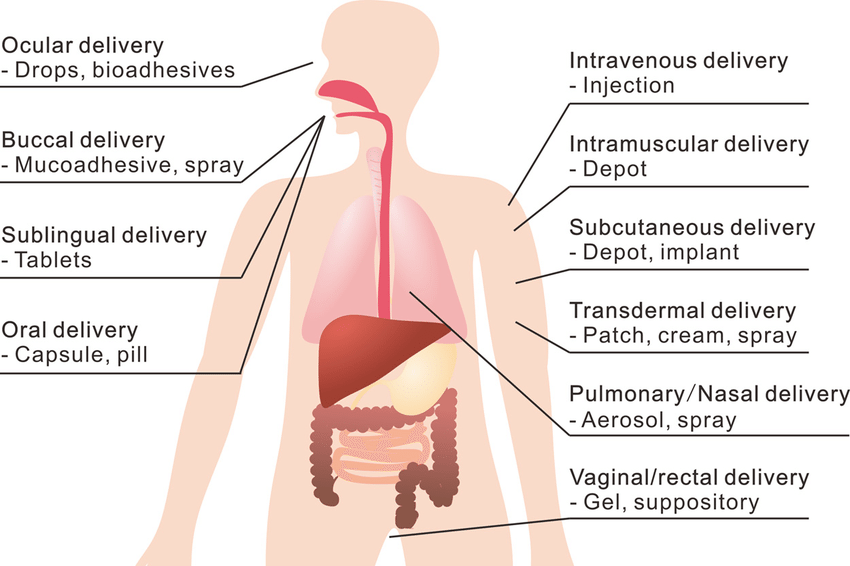 Ocular delivery
- Drops, bioadhesives
Buccal delivery
- Mucoadhesive, spray
Sublingual delivery
- Tablets
Oral delivery
- Capsule, pill
Intravenous delivery
- Injection
Intramuscular delivery
- Depot
Subcutaneous delivery
- Depot, implant
Transdermal delivery
- Patch, cream, spray
Pulmonary/Nasal delivery
- Aerosol, spray
Vaginal/rectal delivery
- Gel, suppository